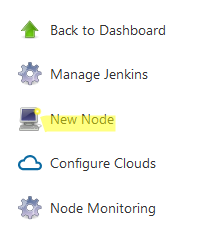 Back to Dashboard
Manage Jenkins
New Node
Configure Clouds
Node Monitoring